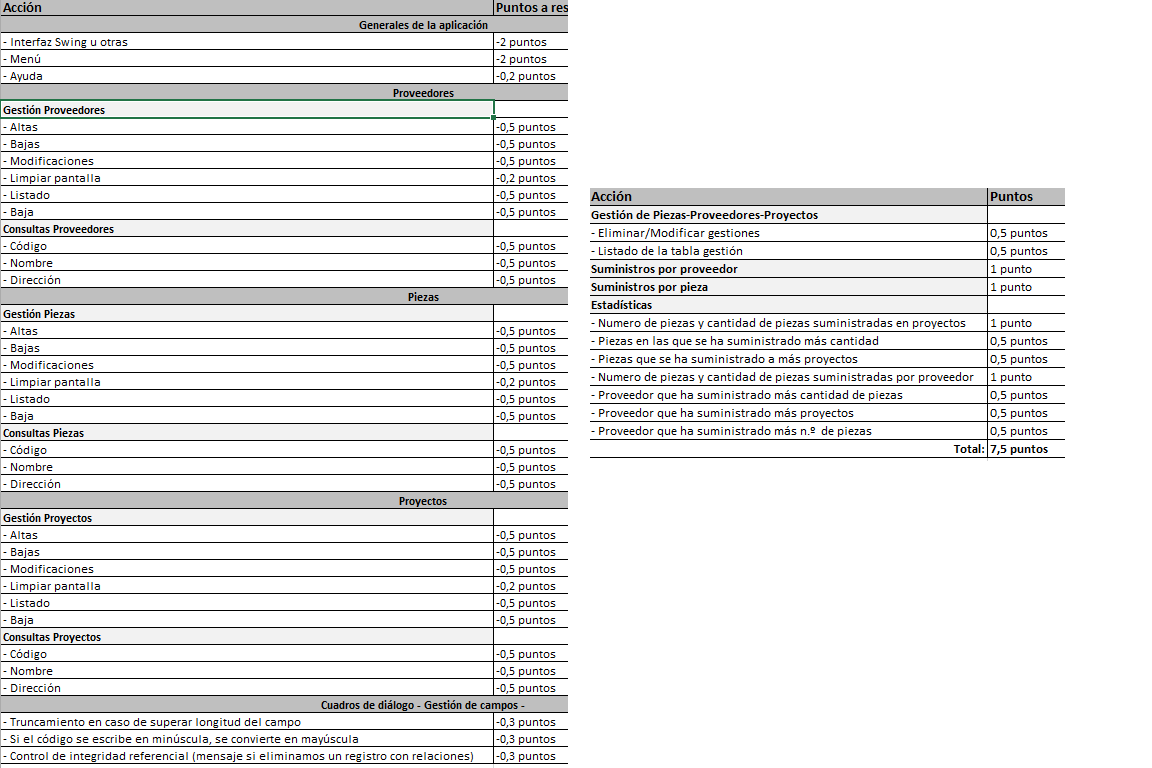 Acción Puntos a res
Generales de la aplicación
- Interfaz Swing u otras -2 puntos
- Menú -2 puntos
- Ayuda -0,2 puntos
Proveedores
Gestión Proveedores
- Altas -0,5 puntos
- Bajas -0,5 puntos
- Modificaciones -0,5 puntos
- Limpiar pantalla -0,2 puntos
- Listado -0,5 puntos
- Baja -0,5 puntos
Consultas Proveedores
- Código -0,5 puntos
- Nombre -0,5 puntos
- Dirección -0,5 puntos
Piezas
Gestión Piezas
- Altas -0,5 puntos
- Bajas -0,5 puntos
- Modificaciones -0,5 puntos
- Limpiar pantalla -0,2 puntos
- Listado -0,5 puntos
- Baja -0,5 puntos
Consultas Piezas
- Código -0,5 puntos
- Nombre -0,5 puntos
- Dirección -0,5 puntos
Proyectos
Gestión Proyectos
- Altas -0,5 puntos
- Bajas -0,5 puntos
- Modificaciones -0,5 puntos
- Limpiar pantalla -0,2 puntos
- Listado -0,5 puntos
- Baja -0,5 puntos
Consultas Proyectos
- Código -0,5 puntos
- Nombre -0,5 puntos
- Dirección -0,5 puntos
Cuadros de diálogo - Gestión de campos -
- Truncamiento en caso de superar longitud del campo -0,3 puntos
- Si el código se escribe en minúscula, se convierte en mayúscula -0,3 puntos
- Control de integridad referencial (mensaje si eliminamos un registro con relaciones) -0,3 puntos
Acción Puntos
Gestión de Piezas-Proveedores-Proyectos
- Eliminar/Modificar gestiones 0,5 puntos
- Listado de la tabla gestión 0,5 puntos
Suministros por proveedor 1 punto
Suministros por pieza 1 punto
Estadísticas
- Numero de piezas y cantidad de piezas suministradas en proyectos 1 punto
- Piezas en las que se ha suministrado más cantidad 0,5 puntos
- Piezas que se ha suministrado a más proyectos 0,5 puntos
- Numero de piezas y cantidad de piezas suministradas por proveedor 1 punto
- Proveedor que ha suministrado más cantidad de piezas 0,5 puntos
- Proveedor que ha suministrado más proyectos 0,5 puntos
- Proveedor que ha suministrado más n.º de piezas 0,5 puntos
Total: 7,5 puntos